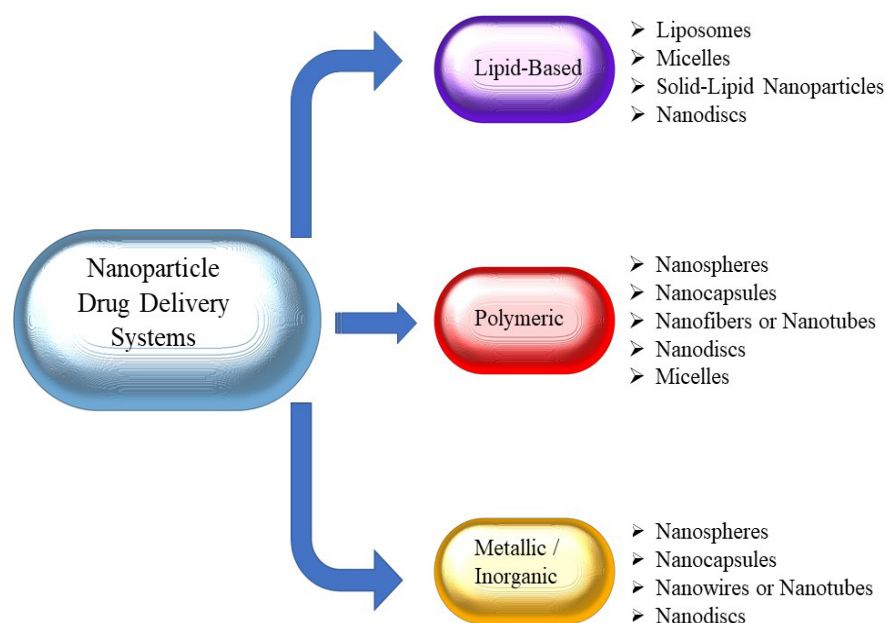 Nanoparticle
Drug Delivery
Systems
Lipid-Based
➢ Liposomes
➢ Micelles
➢ Solid-Lipid Nanoparticles
➢ Nanodiscs
Polymeric
➢ Nanospheres
➢ Nanocapsules
➢ Nanofibers or Nanotubes
➢ Nanodiscs
➢ Micelles
Metallic /
Inorganic
➢ Nanospheres
➢ Nanocapsules
➢ Nanowires or Nanotubes
➢ Nanodiscs